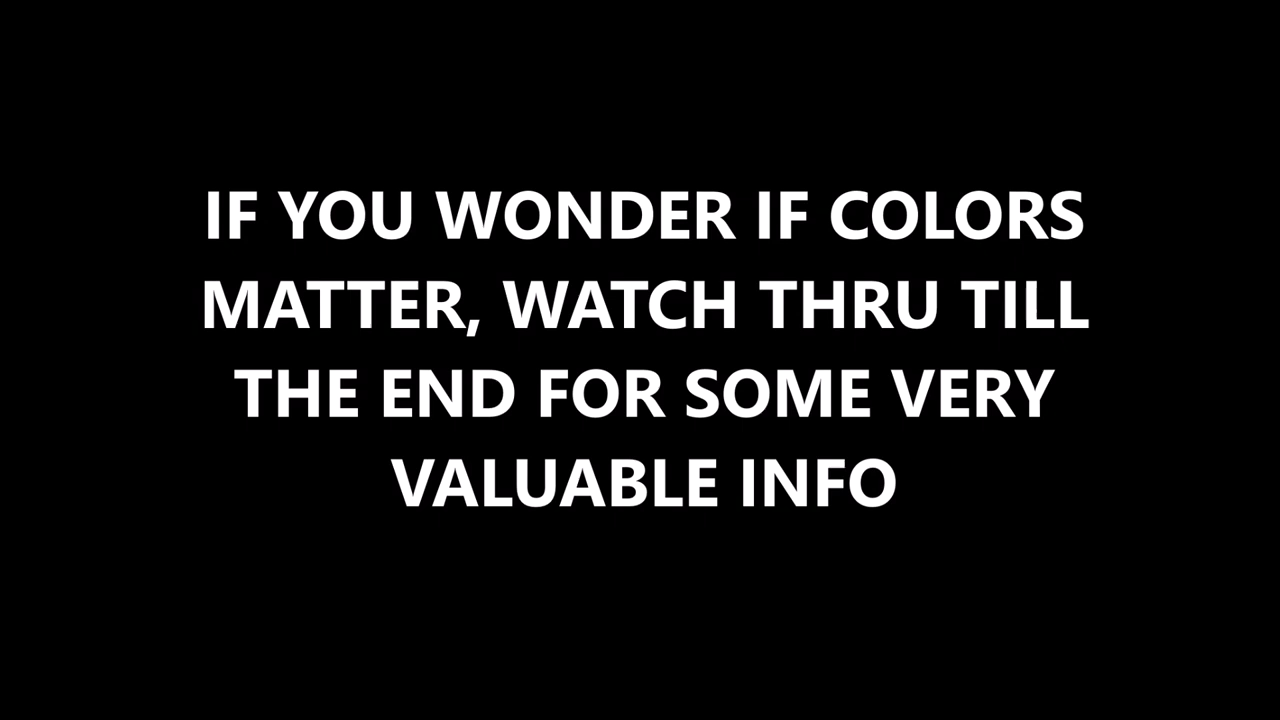 IF YOU WONDER IF COLORS
MATTER, WATCH THRU TILL
THE END FOR SOME VERY
VALUABLE INFO